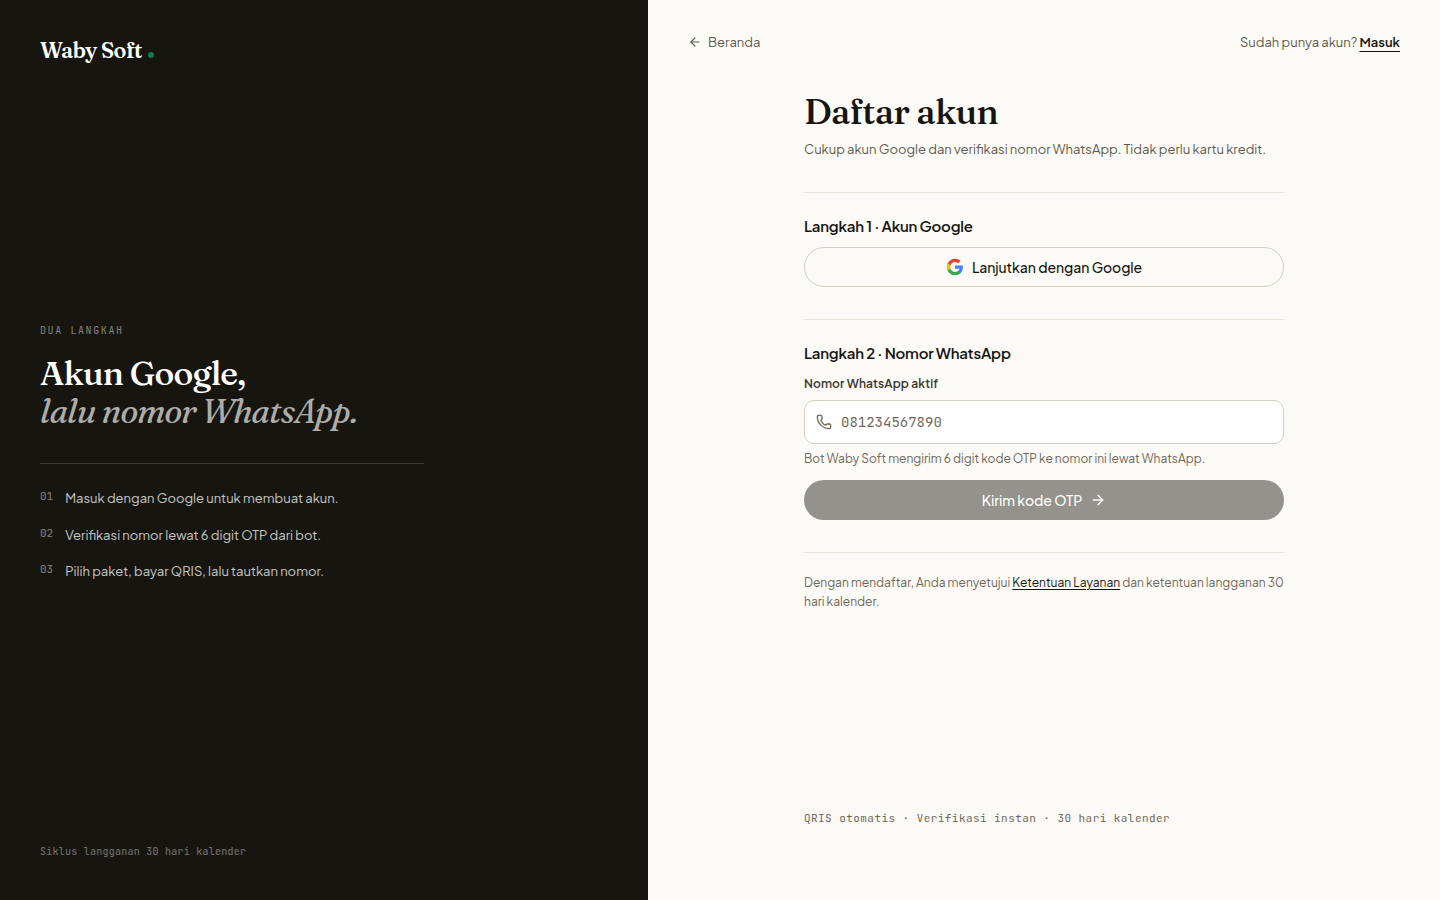 Waby Soft
DUA LANGKAH
Akun Google,
lalu nomor WhatsApp.
01 Masuk dengan Google untuk membuat akun.
02 Verifikasi nomor lewat 6 digit OTP dari bot.
03 Pilih paket, bayar QRIS, lalu tautkan nomor.
Siklus langganan 30 hari kalender
← Beranda
Sudah punya akun? Masuk
Daftar akun
Cukup akun Google dan verifikasi nomor WhatsApp. Tidak perlu kartu kredit.
Langkah 1 · Akun Google
Lanjutkan dengan Google
Langkah 2 · Nomor WhatsApp
Nomor WhatsApp aktif
081234567890
Bot Waby Soft mengirim 6 digit kode OTP ke nomor ini lewat WhatsApp.
Kirim kode OTP →
Dengan mendaftar, Anda menyetujui Ketentuan Layanan dan ketentuan langganan 30
hari kalender.
QRIS otomatis · Verifikasi instan · 30 hari kalender